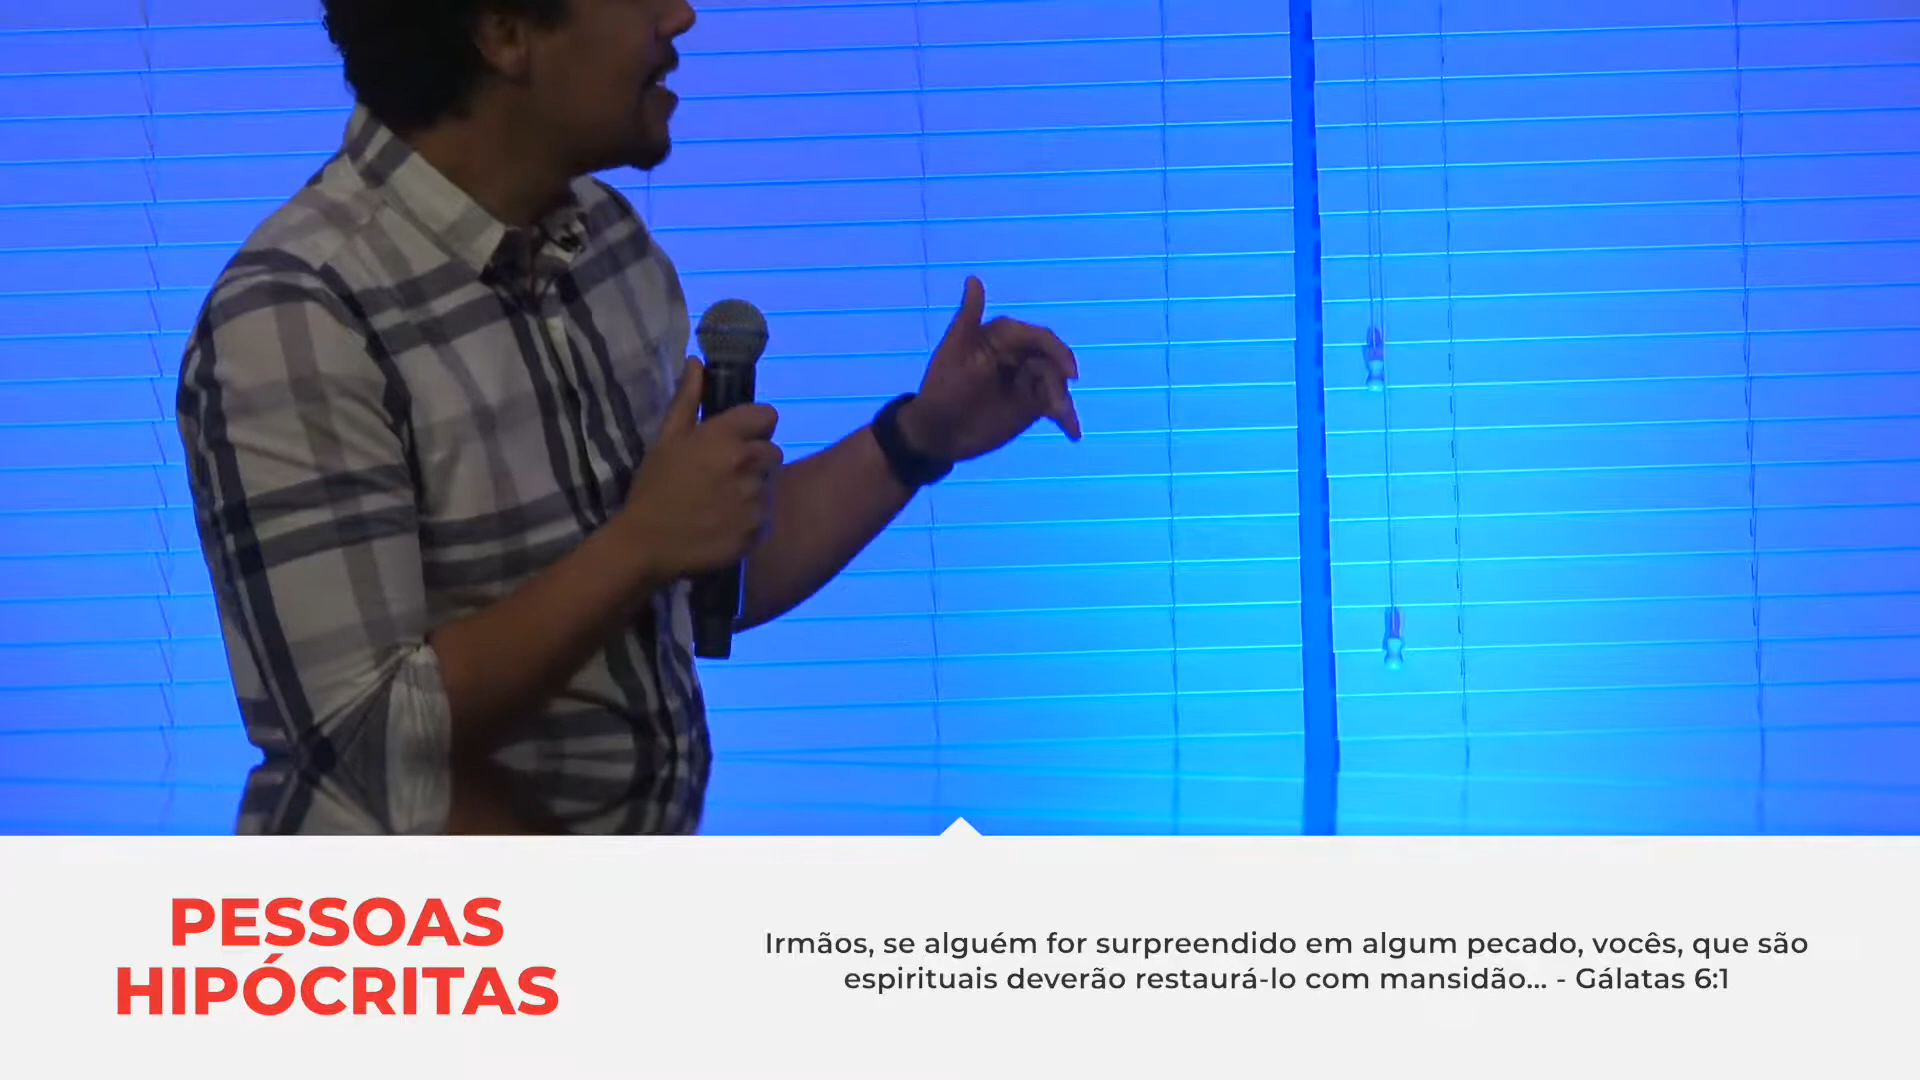 PESSOAS
HIPÓCRITAS
Irmãos, se alguém for surpreendido em algum pecado, vocês, que são
espirituais deverão restaurá-lo com mansidão... - Gálatas 6:1